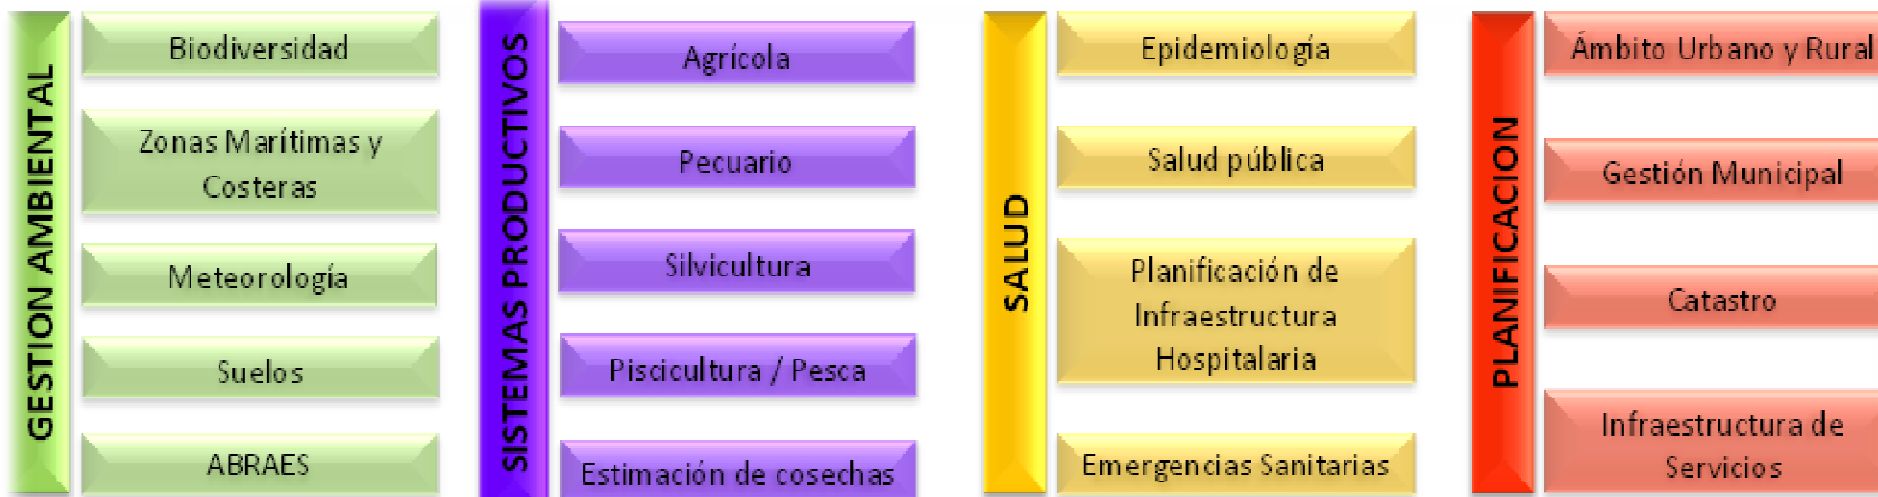 GESTION AMBIENTAL
Biodiversidad
Zonas Marítimas y
Costeras
Meteorología
Suelos
ABRAES
SISTEMAS PRODUCTIVOS
Agrícola
Pecuario
Silvicultura
Piscicultura / Pesca
Estimación de cosechas
SALUD
Epidemiología
Salud pública
Planificación de
Infraestructura
Hospitalaria
Emergencias Sanitarias
PLANIFICACION
Ámbito Urbano y Rural
Gestión Municipal
Catastro
Infraestructura de
Servicios